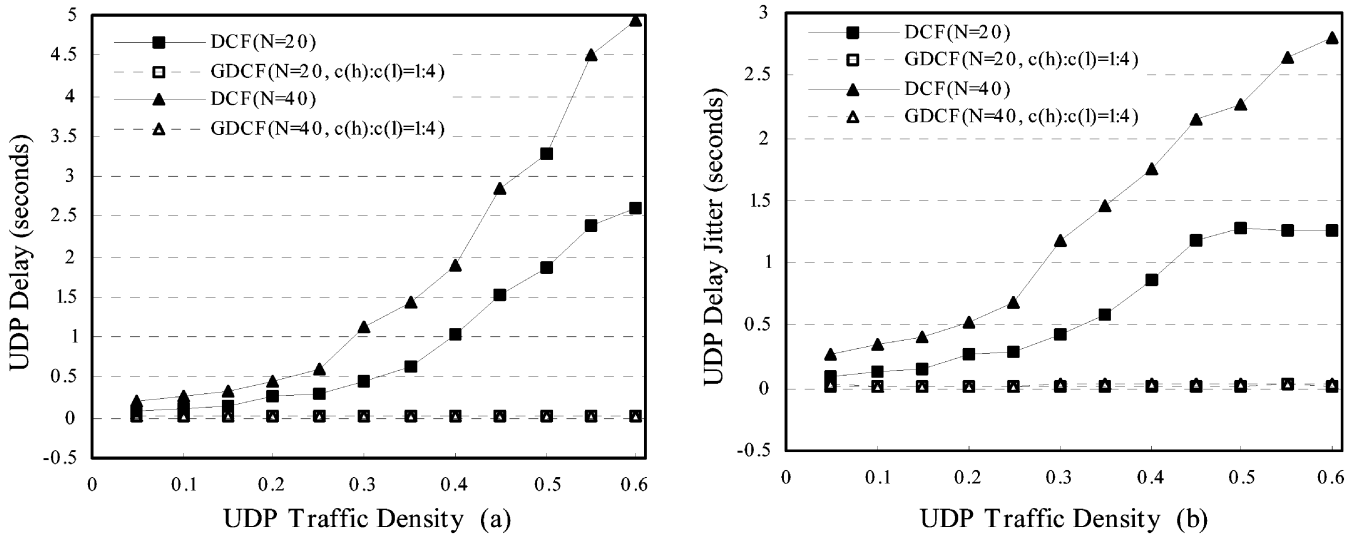 5
4.5
4
3.5
3
2.5
2
1.5
1
0.5
0
-0.5
UDP Delay (seconds)
DCF(N=20)
GDCF(N=20, c(h):c(l)=1:4)
DCF(N=40)
GDCF(N=40, c(h):c(l)=1:4)
0 0.1 0.2 0.3 0.4 0.5 0.6
UDP Traffic Density (a)
3
2.5
2
1.5
1
0.5
0
-0.5
UDP Delay Jitter (seconds)
DCF(N=20)
GDCF(N=20, c(h):c(l)=1:4)
DCF(N=40)
GDCF(N=40, c(h):c(l)=1:4)
0 0.1 0.2 0.3 0.4 0.5 0.6
UDP Traffic Density (b)